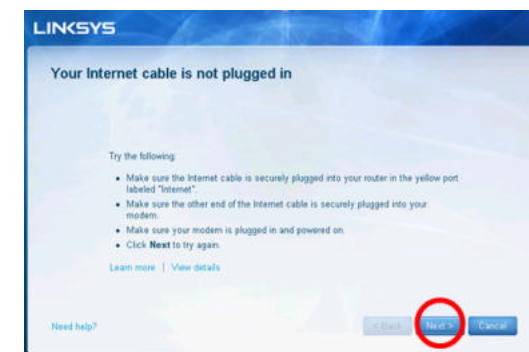 LINKSYS
Your Internet cable is not plugged in
Try the following:
• Make sure the Internet cable is securely plugged into your router in the yellow port
labeled "Internet".
• Make sure the other end of the Internet cable is securely plugged into your
modem.
• Make sure your modem is plugged in and powered on.
• Click Next to try again.
Learn more | View details
Need help? < Back Next > Cancel